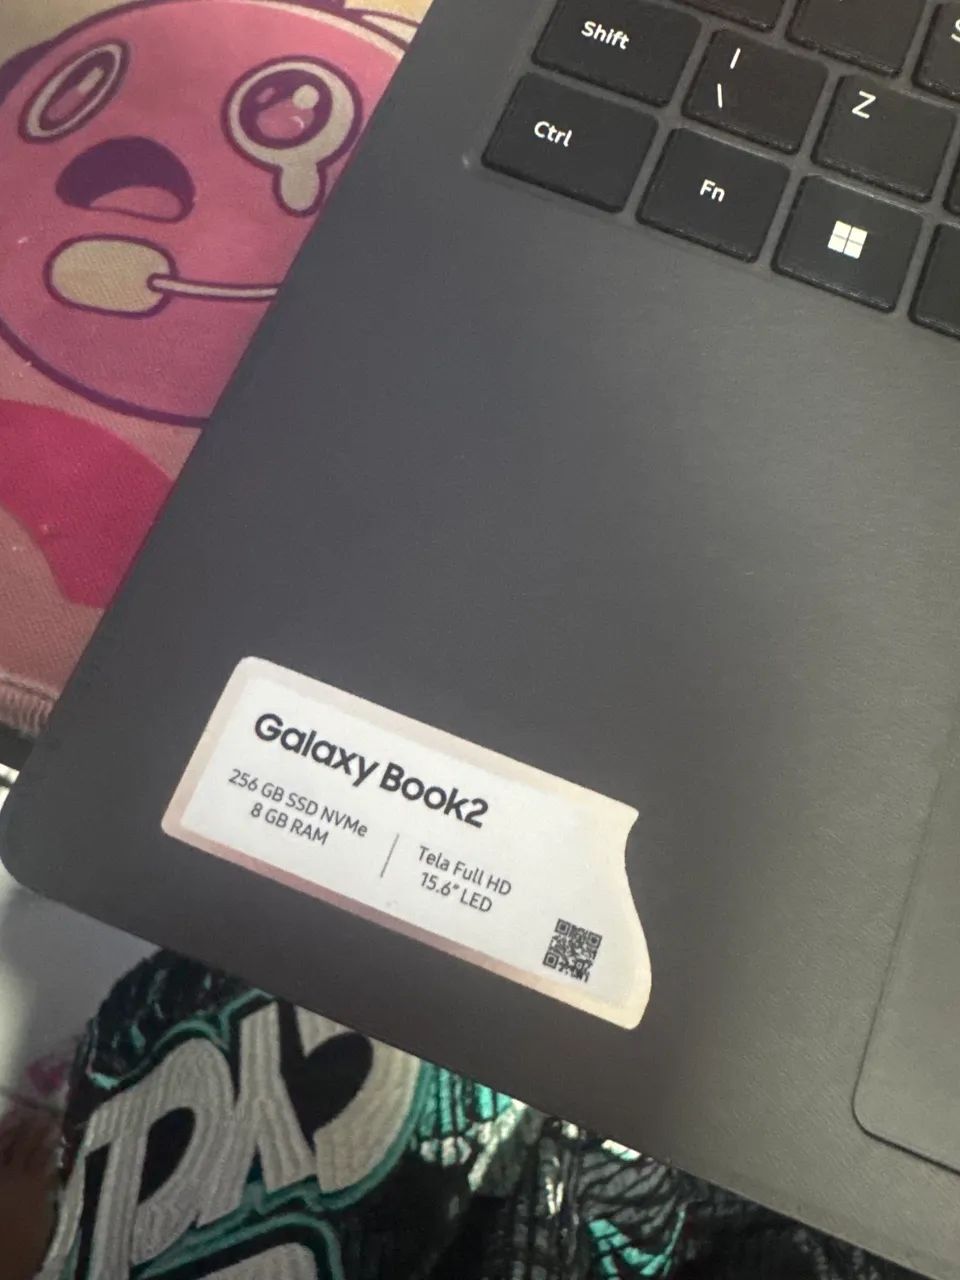 Shift
|
\
Z
Ctrl
Fn
Galaxy Book2
256 GB SSD NVMe
8 GB RAM
Tela Full HD
15.6" LED